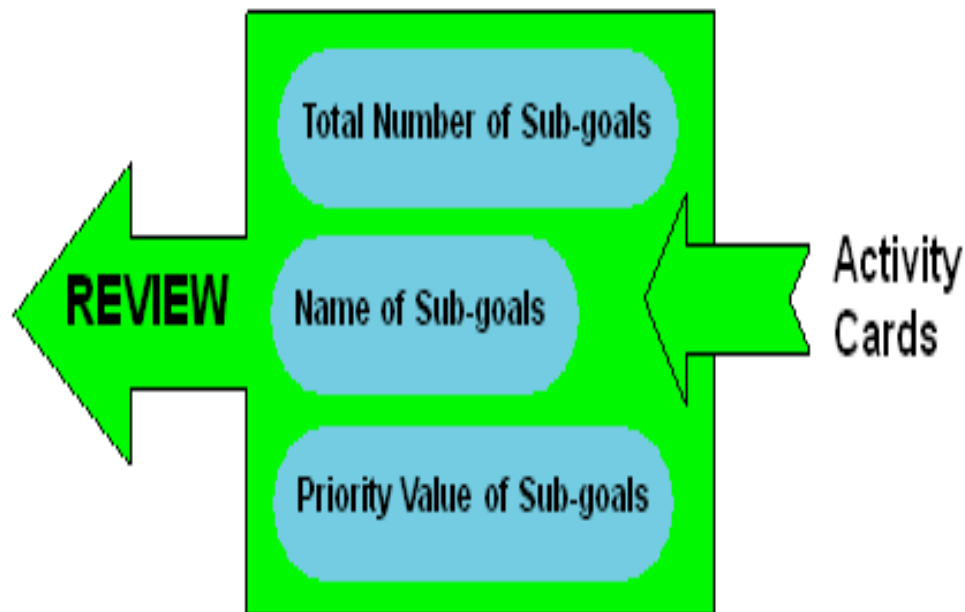 Total Number of Sub-goals
REVIEW
Name of Sub-goals
Activity
Cards
Priority Value of Sub-goals